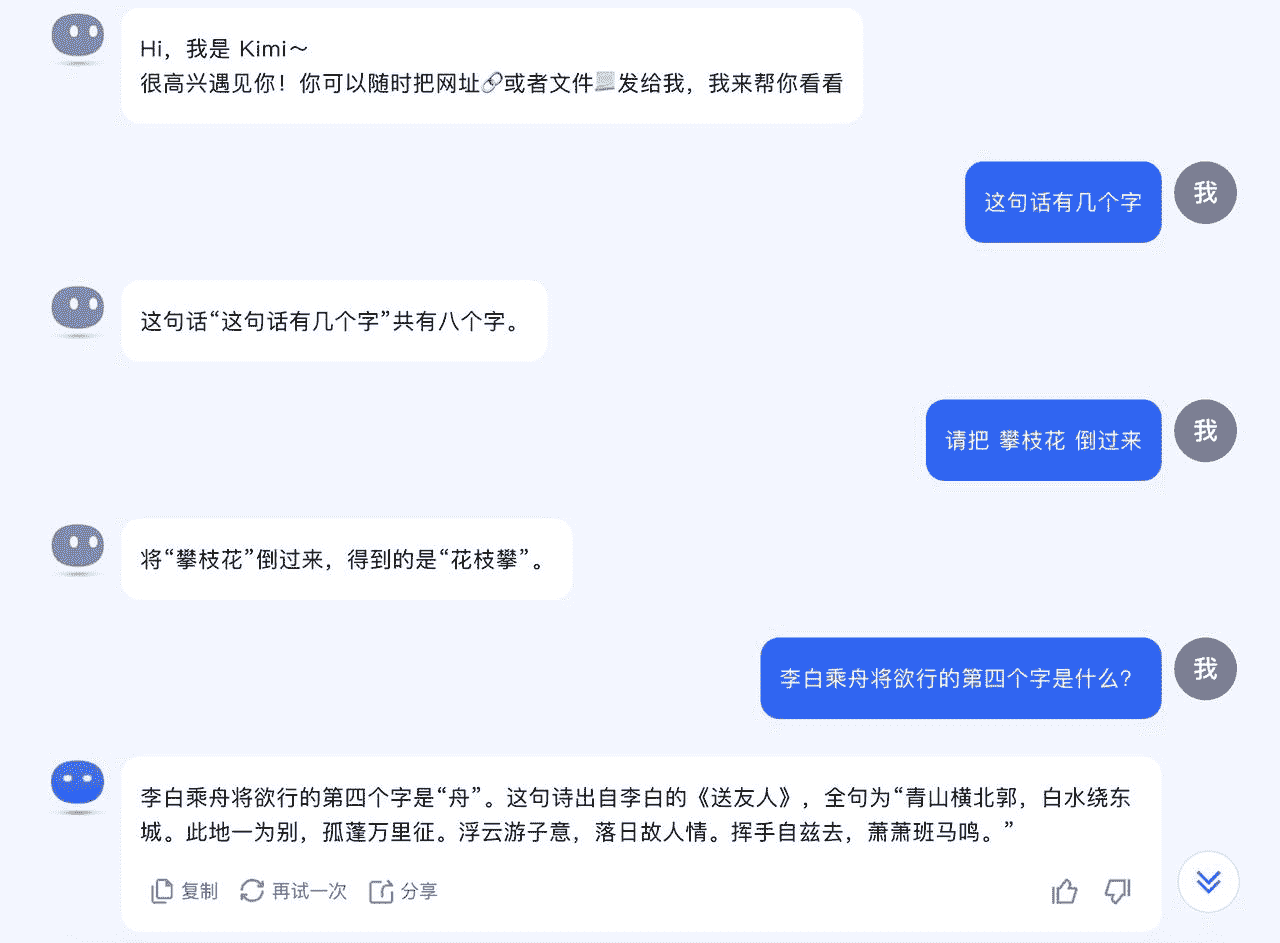 Hi，我是 Kimi～
很高兴遇见你！你可以随时把网址🔗或者文件📃发给我，我来帮你看看
这句话有几个字
我
这句话“这句话有几个字”共有八个字。
请把 攀枝花 倒过来
我
将“攀枝花”倒过来，得到的是“花枝攀”。
李白乘舟将欲行的第四个字是什么？
我
李白乘舟将欲行的第四个字是“舟”。这句诗出自李白的《送友人》，全句为“青山横北郭，白水绕东
城。此地一为别，孤蓬万里征。浮云游子意，落日故人情。挥手自兹去，萧萧班马鸣。”
复制 再试一次 分享